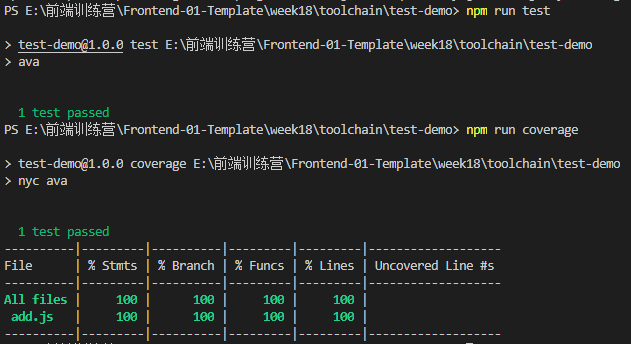 PS E:\前端训练营\Frontend-01-Template\week18\toolchain\test-demo> npm run test
> test-demo@1.0.0 test E:\前端训练营\Frontend-01-Template\week18\toolchain\test-demo
> ava
1 test passed
PS E:\前端训练营\Frontend-01-Template\week18\toolchain\test-demo> npm run coverage
> test-demo@1.0.0 coverage E:\前端训练营\Frontend-01-Template\week18\toolchain\test-demo
> nyc ava
1 test passed
----------|---------|----------|---------|---------|-------------------
File      | % Stmts | % Branch | % Funcs | % Lines | Uncovered Line #s
----------|---------|----------|---------|---------|-------------------
All files |     100 |      100 |     100 |     100 |
 add.js   |     100 |      100 |     100 |     100 |
----------|---------|----------|---------|---------|-------------------